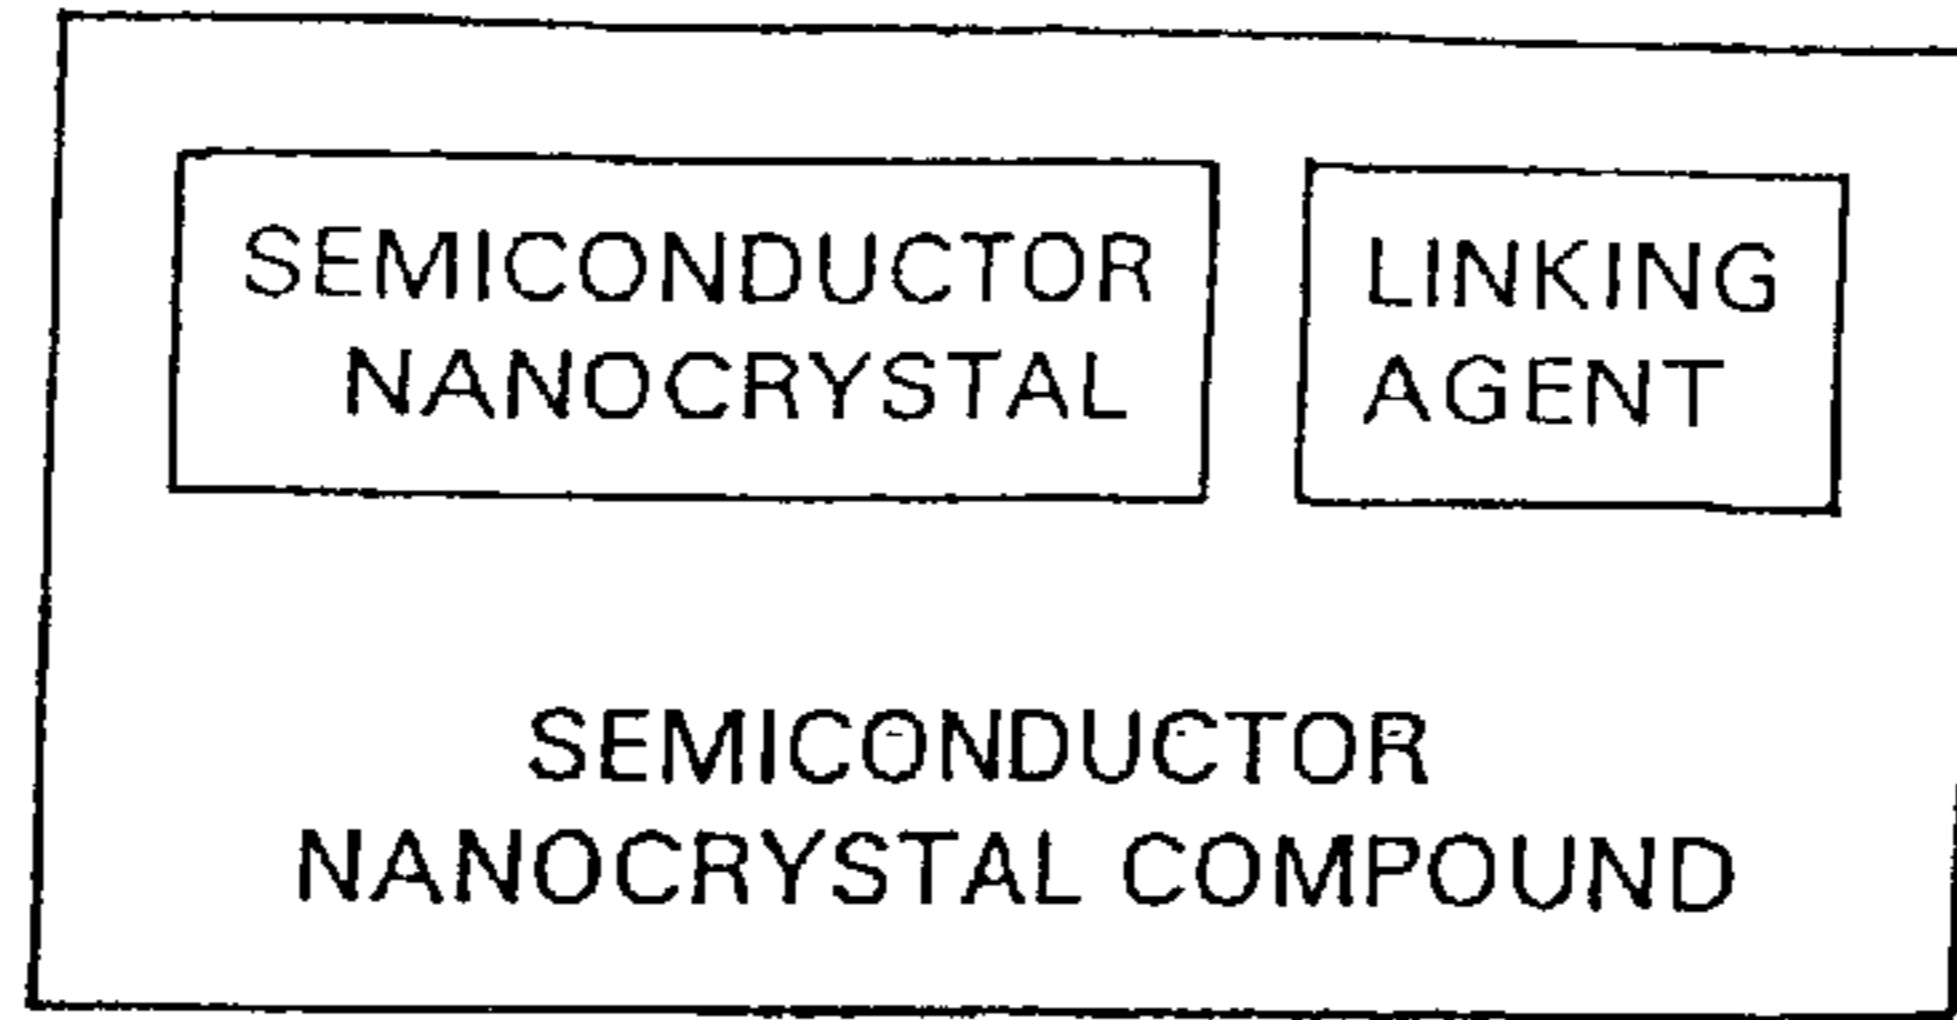 SEMICONDUCTOR
NANOCRYSTAL
LINKING
AGENT
SEMICONDUCTOR
NANOCRYSTAL COMPOUND